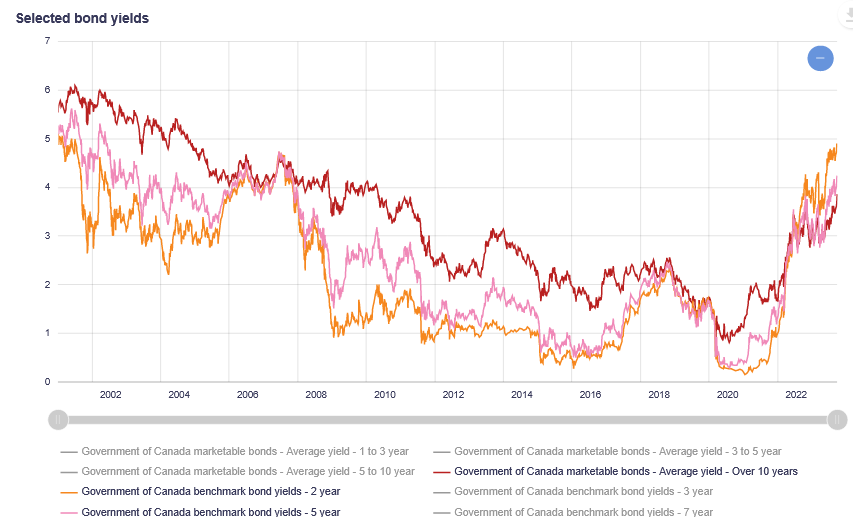 Selected bond yields
7
6
5
4
3
2
1
0
2002 2004 2006 2008 2010 2012 2014 2016 2018 2020 2022
Government of Canada marketable bonds - Average yield - 1 to 3 year
Government of Canada marketable bonds - Average yield - 3 to 5 year
Government of Canada marketable bonds - Average yield - 5 to 10 year
Government of Canada marketable bonds - Average yield - Over 10 years
Government of Canada benchmark bond yields - 2 year
Government of Canada benchmark bond yields - 3 year
Government of Canada benchmark bond yields - 5 year
Government of Canada benchmark bond yields - 7 year